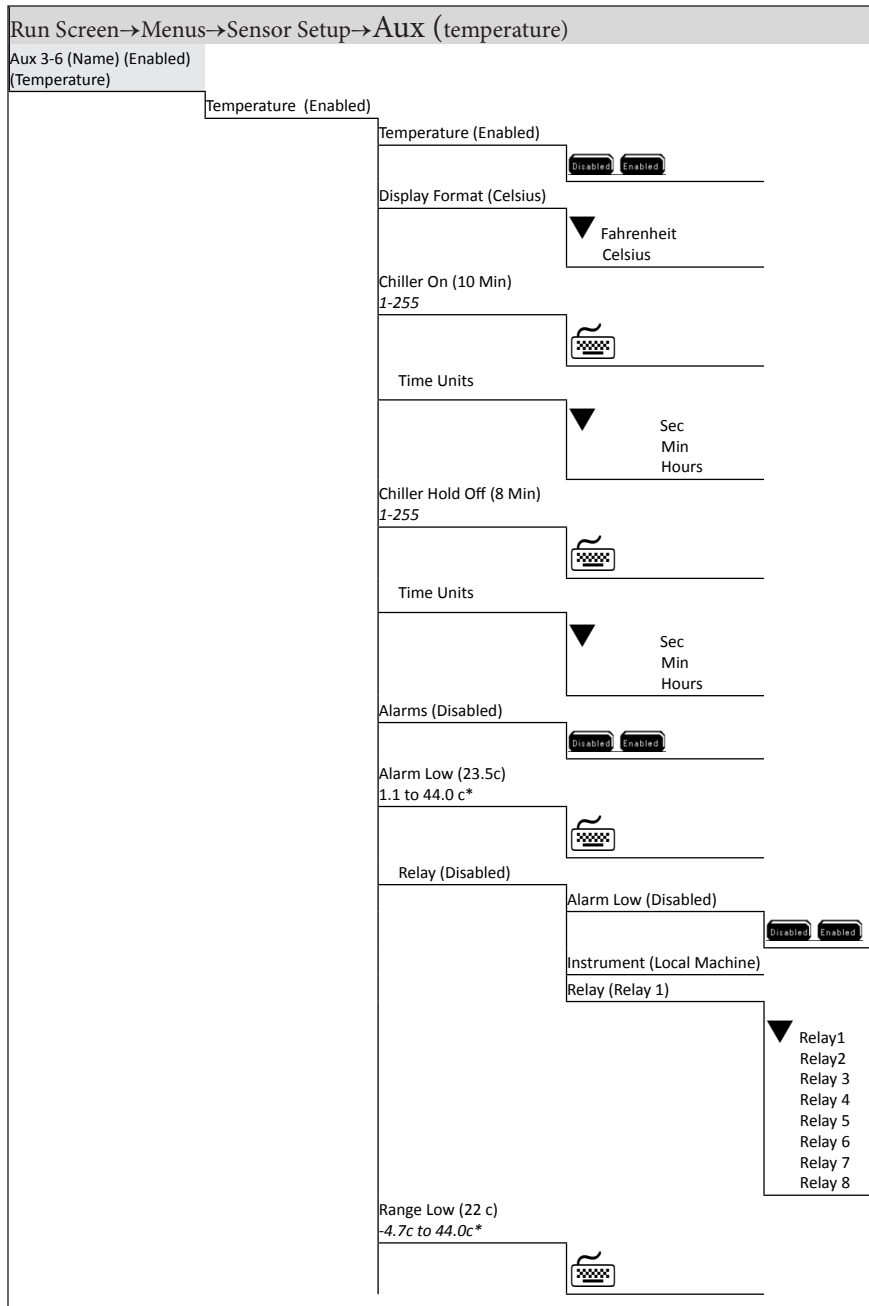 Run Screen→Menus→Sensor Setup→Aux (temperature)
Aux 3-6 (Name) (Enabled)
(Temperature)
Temperature (Enabled)
Temperature (Enabled)
Disabled Enabled
Display Format (Celsius)
Fahrenheit
Celsius
Chiller On (10 Min)
1-255
Time Units
Sec
Min
Hours
Chiller Hold Off (8 Min)
1-255
Time Units
Sec
Min
Hours
Alarms (Disabled)
Disabled Enabled
Alarm Low (23.5c)
1.1 to 44.0 c*
Relay (Disabled)
Alarm Low (Disabled)
Disabled Enabled
Instrument (Local Machine)
Relay (Relay 1)
Relay1
Relay2
Relay 3
Relay 4
Relay 5
Relay 6
Relay 7
Relay 8
Range Low (22 c)
-4.7c to 44.0c*